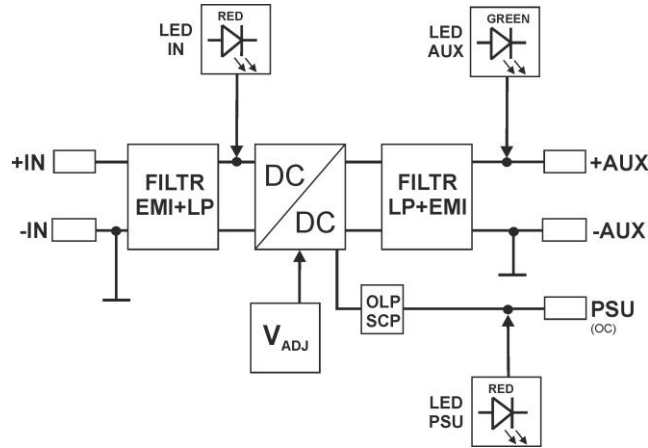 LED
IN
RED
LED
AUX
GREEN
+IN
-IN
FILTR
EMI+LP
DC
DC
FILTR
LP+EMI
+AUX
-AUX
VADJ
OLP
SCP
PSU
(OC)
LED
PSU
RED